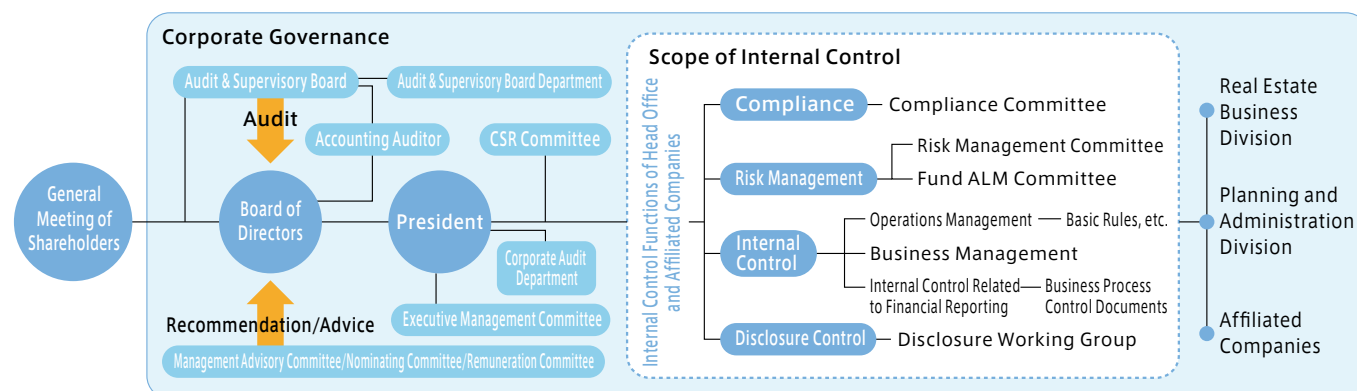 Corporate Governance
Audit & Supervisory Board
Audit & Supervisory Board Department
Audit
Accounting Auditor
CSR Committee
General
Meeting of
Shareholders
Board of
Directors
President
Corporate Audit
Department
Recommendation/Advice
Executive Management Committee
Management Advisory Committee/Nominating Committee/Remuneration Committee
Scope of Internal Control
Internal Control Functions of Head Office
and Affiliated Companies
Compliance
Compliance Committee
Risk Management
Risk Management Committee
Fund ALM Committee
Internal
Control
Operations Management
Basic Rules, etc.
Business Management
Internal Control Related
to Financial Reporting
Business Process
Control Documents
Disclosure Control
Disclosure Working Group
Real Estate
Business
Division
Planning and
Administration
Division
Affiliated
Companies